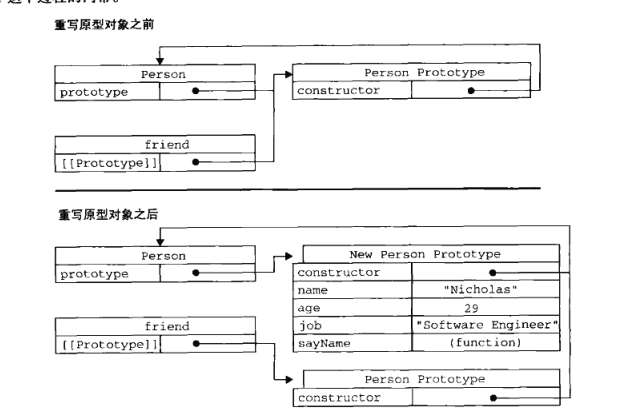 重写原型对象之前
Person
prototype
Person Prototype
constructor
friend
[[Prototype]]
重写原型对象之后
Person
prototype
New Person Prototype
constructor
name "Nicholas"
age 29
job "Software Engineer"
sayName (function)
friend
[[Prototype]]
Person Prototype
constructor